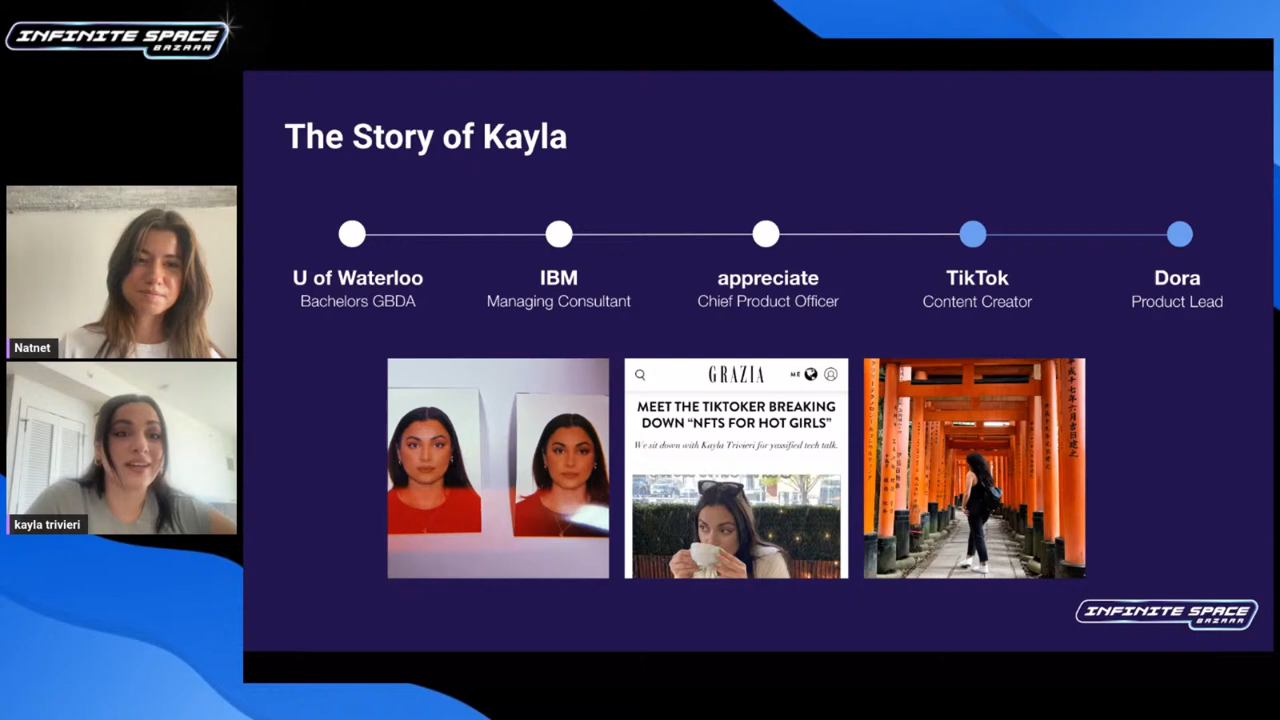 INFINITE SPACE
BAZAAR
The Story of Kayla
U of Waterloo
Bachelors GBDA
IBM
Managing Consultant
appreciate
Chief Product Officer
TikTok
Content Creator
Dora
Product Lead
Natnet
kayla trivieri
GRAZIA
ME
MEET THE TIKTOKER BREAKING
DOWN “NFTS FOR HOT GIRLS”
We sit down with Kayla Trivieri for yassified tech talk.
INFINITE SPACE
BAZAAR